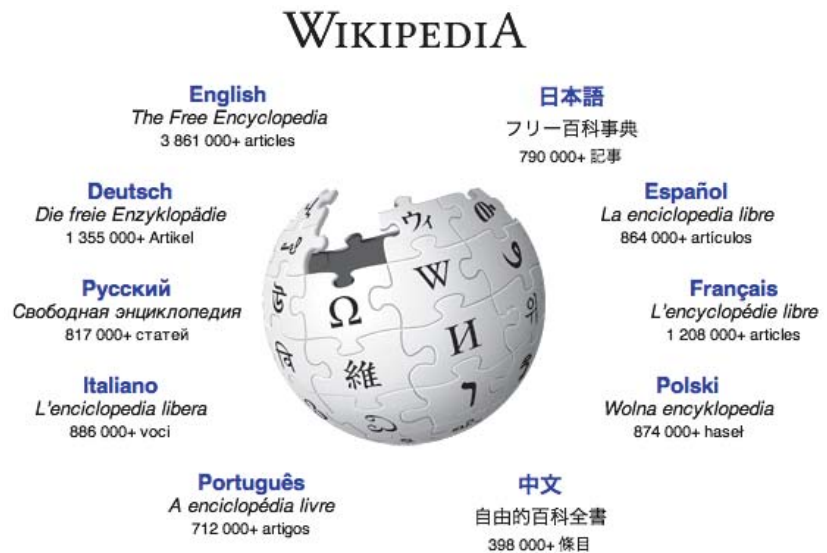 WIKIPEDIA
English
The Free Encyclopedia
3 861 000+ articles
日本語
フリー百科事典
790 000+ 記事
Deutsch
Die freie Enzyklopädie
1 355 000+ Artikel
Español
La enciclopedia libre
864 000+ artículos
Русский
Свободная энциклопедия
817 000+ статей
Français
L'encyclopédie libre
1 208 000+ articles
Italiano
L'enciclopedia libera
886 000+ voci
Polski
Wolna encyklopedia
874 000+ haseł
Português
A enciclopédia livre
712 000+ artigos
中文
自由的百科全書
398 000+ 條目
ウィ
Ω
W
維
И